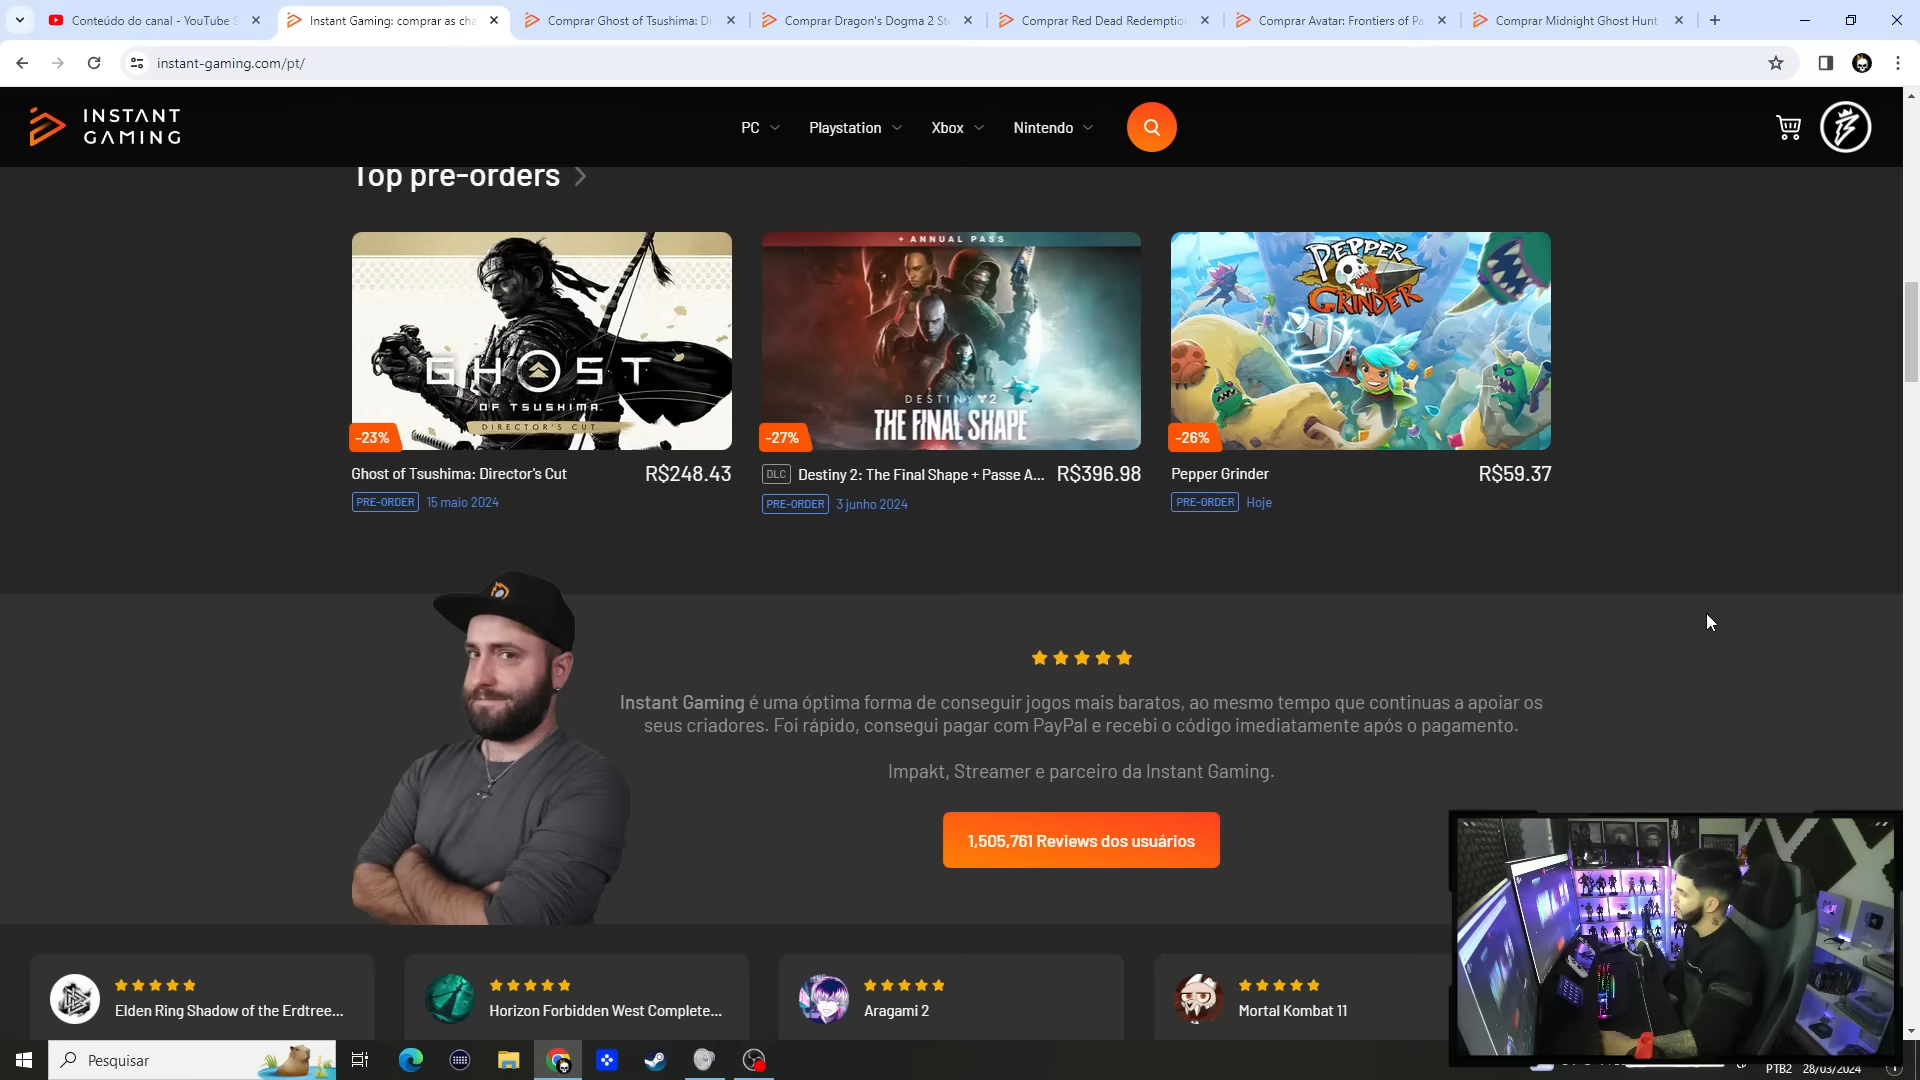 Conteúdo do canal - YouTube S
Instant Gaming: comprar as cha
Comprar Ghost of Tsushima: Di
Comprar Dragon's Dogma 2 St
Comprar Red Dead Redemption
Comprar Avatar: Frontiers of Pa
Comprar Midnight Ghost Hunt
instant-gaming.com/pt/
INSTANT
GAMING
PC
Playstation
Xbox
Nintendo
Top pre-orders
GHOST
OF TSUSHIMA
DIRECTOR'S CUT
-23%
+ ANNUAL PASS
DESTINY 2
THE FINAL SHAPE
-27%
PEPPER
GRINDER
-26%
Ghost of Tsushima: Director's Cut
R$248.43
PRE-ORDER 15 maio 2024
DLC Destiny 2: The Final Shape + Passe A...
R$396.98
PRE-ORDER 3 junho 2024
Pepper Grinder
R$59.37
PRE-ORDER Hoje
Instant Gaming é uma óptima forma de conseguir jogos mais baratos, ao mesmo tempo que continuas a apoiar os
seus criadores. Foi rápido, consegui pagar com PayPal e recebi o código imediatamente após o pagamento.
Impakt, Streamer e parceiro da Instant Gaming.
1,505,761 Reviews dos usuários
Elden Ring Shadow of the Erdtree...
Horizon Forbidden West Complete...
Aragami 2
Mortal Kombat 11
Pesquisar
PTB2 28/03/2024